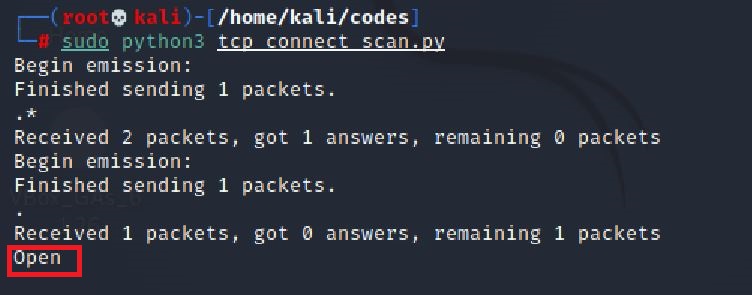 (root💀kali)-[/home/kali/codes]
# sudo python3 tcp_connect_scan.py
Begin emission:
Finished sending 1 packets.
.*
Received 2 packets, got 1 answers, remaining 0 packets
Begin emission:
Finished sending 1 packets.
.
Received 1 packets, got 0 answers, remaining 1 packets
Open